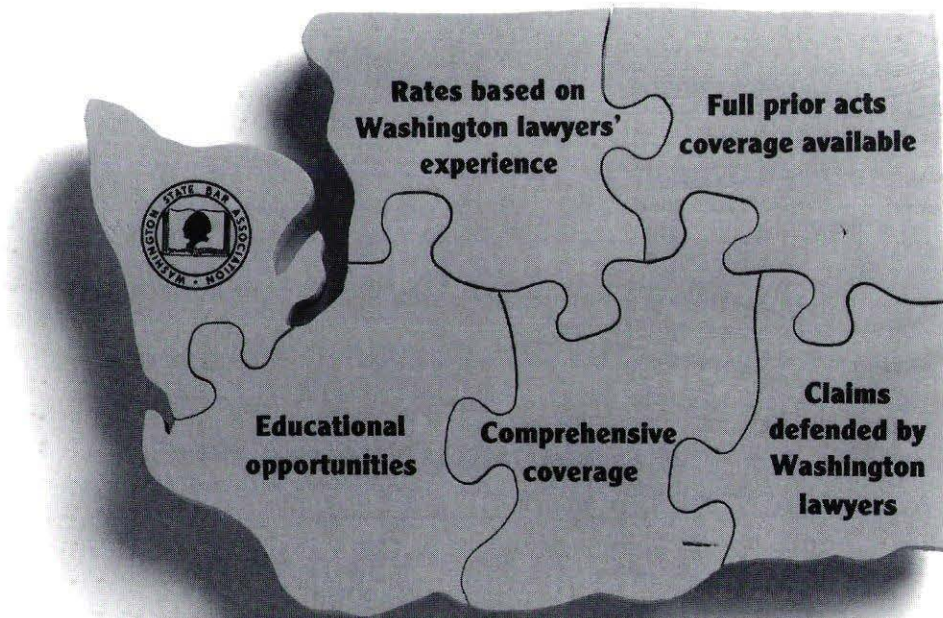 Rates based on
Washington lawyers'
experience
Full prior acts
coverage available
WASHINGTON STATE BAR ASSOCIATION
Educational
opportunities
Comprehensive
coverage
Claims
defended by
Washington
lawyers